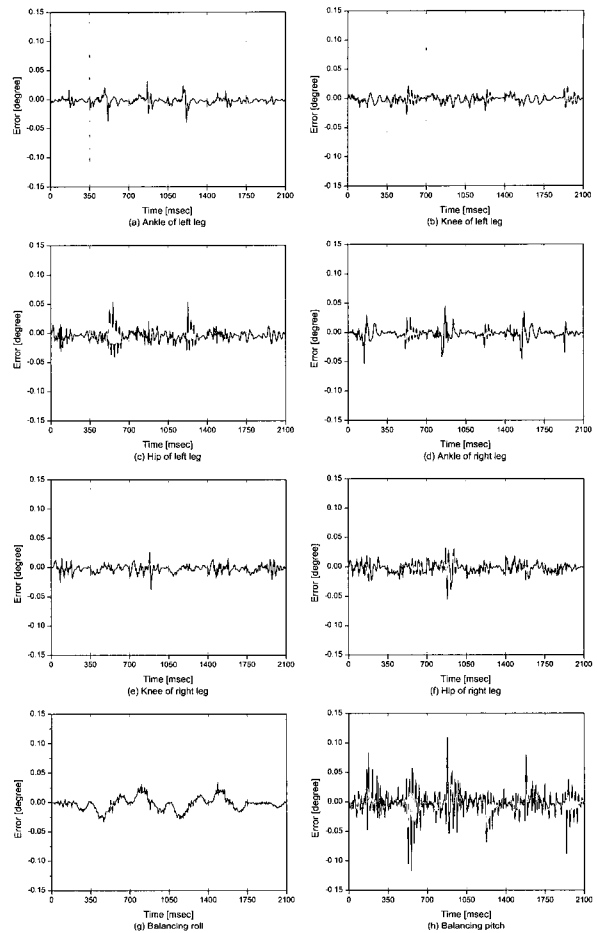 0.15 0.15
0.10 0.10
0.05 0.05
0.00 0.00
-0.05 -0.05
-0.10 -0.10
-0.15 -0.15
Error [degree] Error [degree]
0 350 700 1050 1400 1750 2100 0 350 700 1050 1400 1750 2100
Time [msec] Time [msec]
(a) Ankle of left leg (b) Knee of left leg
0.15 0.15
0.10 0.10
0.05 0.05
0.00 0.00
-0.05 -0.05
-0.10 -0.10
-0.15 -0.15
Error [degree] Error [degree]
0 350 700 1050 1400 1750 2100 0 350 700 1050 1400 1750 2100
Time [msec] Time [msec]
(c) Hip of left leg (d) Ankle of right leg
0.15 0.15
0.10 0.10
0.05 0.05
0.00 0.00
-0.05 -0.05
-0.10 -0.10
-0.15 -0.15
Error [degree] Error [degree]
0 350 700 1050 1400 1750 2100 0 350 700 1050 1400 1750 2100
Time [msec] Time [msec]
(e) Knee of right leg (f) Hip of right leg
0.15 0.15
0.10 0.10
0.05 0.05
0.00 0.00
-0.05 -0.05
-0.10 -0.10
-0.15 -0.15
Error [degree] Error [degree]
0 350 700 1050 1400 1750 2100 0 350 700 1050 1400 1750 2100
Time [msec] Time [msec]
(g) Balancing roll (h) Balancing pitch